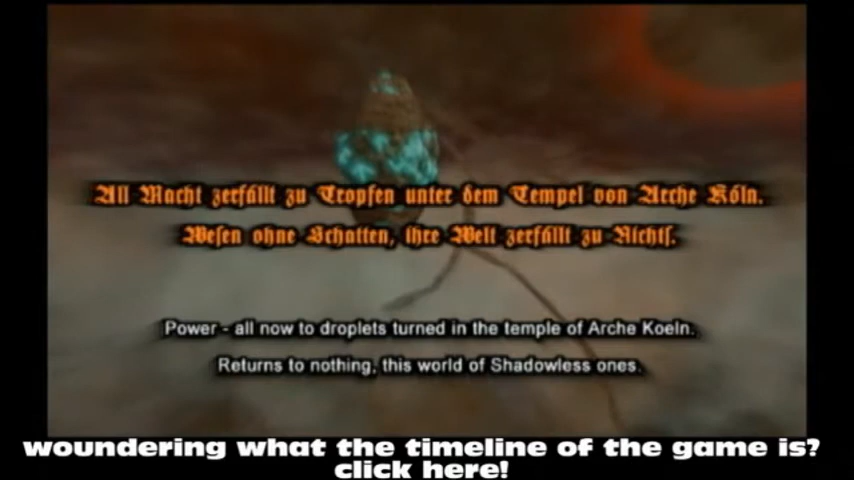 All Macht zerfällt zu Tropfen unter dem Tempel von Arche Köln.
Wesen ohne Schatten, ihre Welt zerfällt zu Nichts.
Power - all now to droplets turned in the temple of Arche Koeln.
Returns to nothing, this world of Shadowless ones.
woundering what the timeline of the game is?
click here!